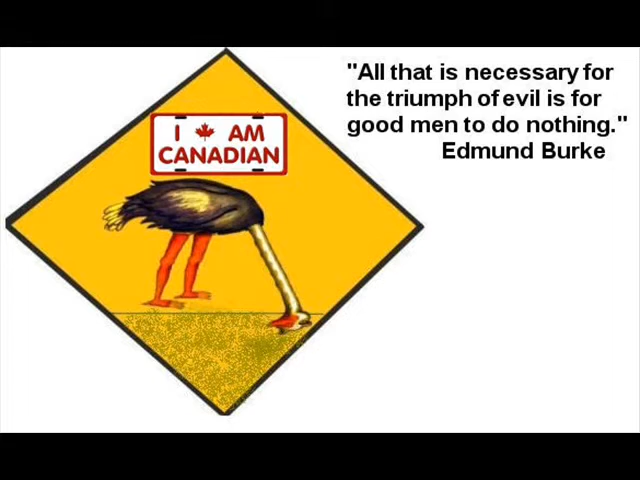 I AM
CANADIAN
"All that is necessary for
the triumph of evil is for
good men to do nothing."
Edmund Burke